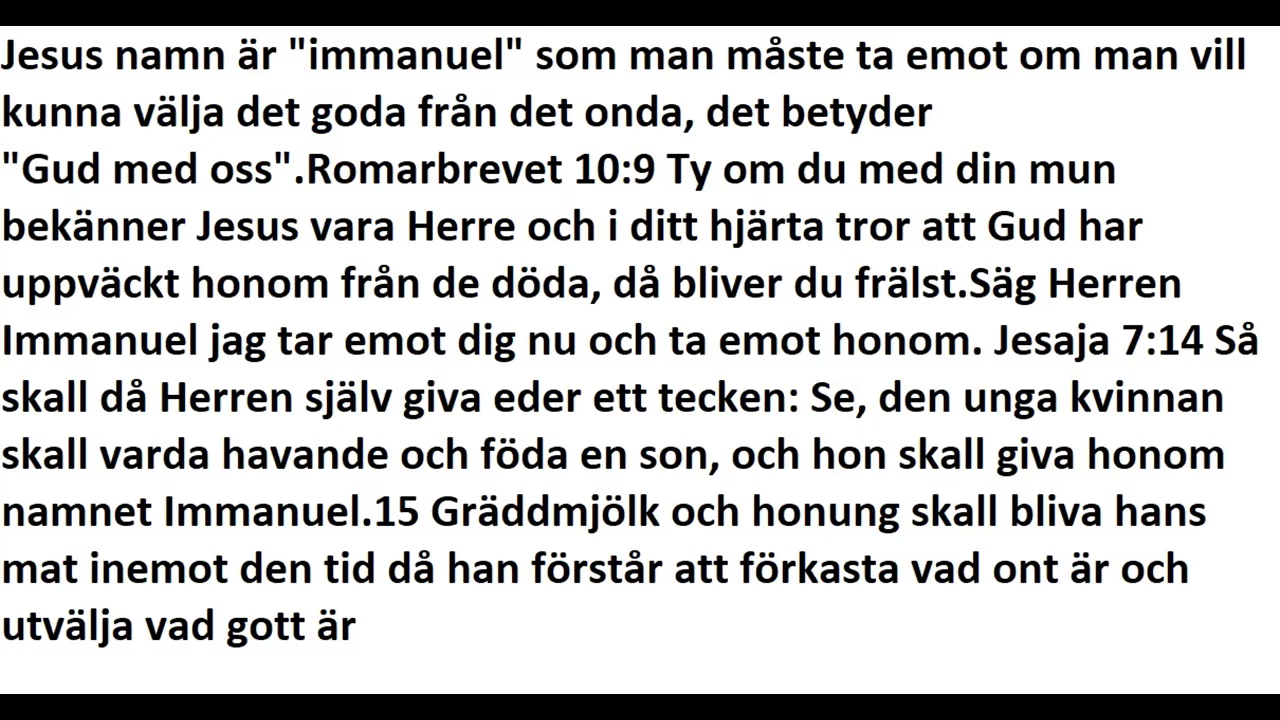 Jesus namn är "immanuel" som man måste ta emot om man vill
kunna välja det goda från det onda, det betyder
"Gud med oss".Romarbrevet 10:9 Ty om du med din mun
bekänner Jesus vara Herre och i ditt hjärta tror att Gud har
uppväckt honom från de döda, då bliver du frälst.Säg Herren
Immanuel jag tar emot dig nu och ta emot honom. Jesaja 7:14 Så
skall då Herren själv giva eder ett tecken: Se, den unga kvinnan
skall varda havande och föda en son, och hon skall giva honom
namnet Immanuel.15 Gräddmjölk och honung skall bliva hans
mat inemot den tid då han förstår att förkasta vad ont är och
utvälja vad gott är